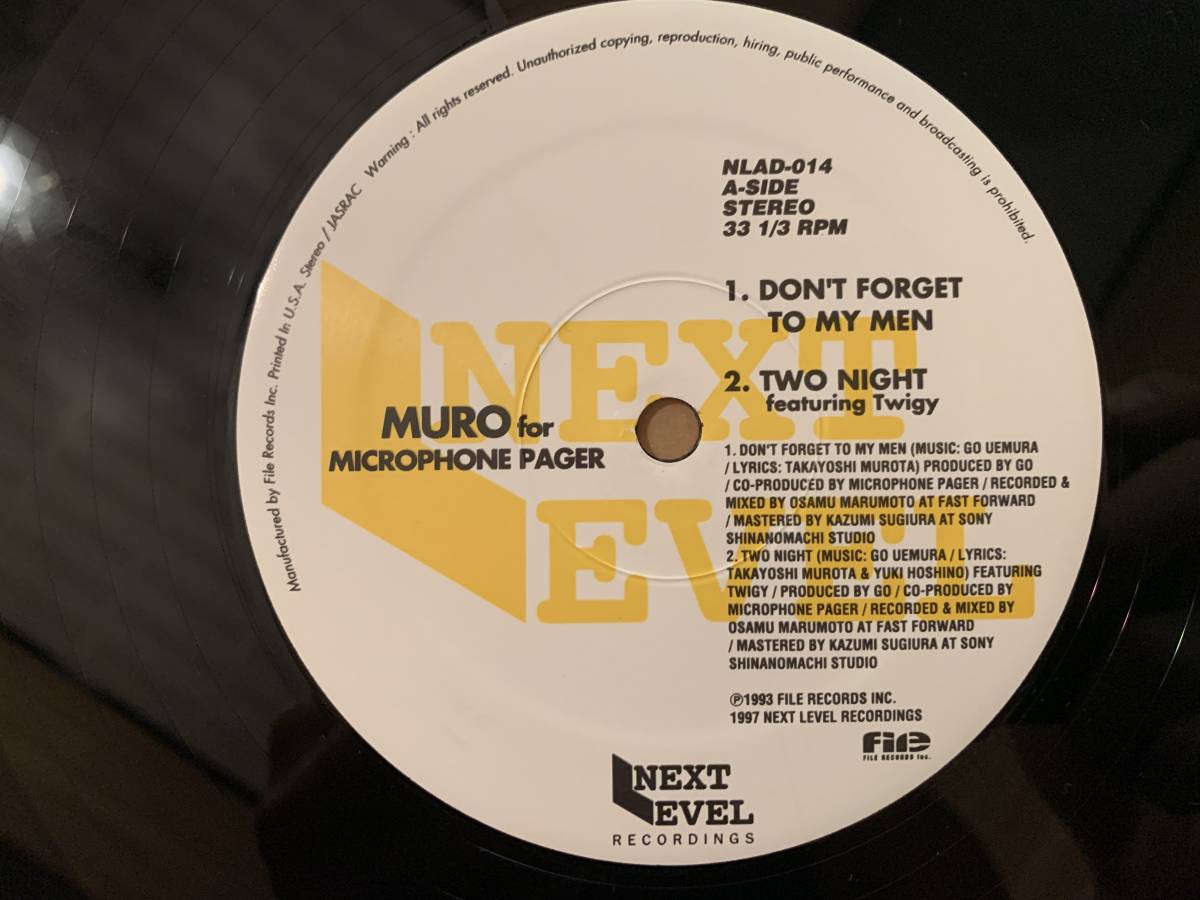 Manufactured by File Records Inc. Printed In U.S.A. Stereo / JASRAC Warning : All rights reserved. Unauthorized copying, reproduction, hiring, public performance and broadcasting is prohibited.
NLAD-014
A-SIDE
STEREO
33 1/3 RPM
1. DON'T FORGET
TO MY MEN
2. TWO NIGHT
featuring Twigy
NEXT
EVEL
MURO for
MICROPHONE PAGER
1. DON'T FORGET TO MY MEN (MUSIC: GO UEMURA
/ LYRICS: TAKAYOSHI MUROTA) PRODUCED BY GO
/ CO-PRODUCED BY MICROPHONE PAGER / RECORDED &
MIXED BY OSAMU MARUMOTO AT FAST FORWARD
/ MASTERED BY KAZUMI SUGIURA AT SONY
SHINANOMACHI STUDIO
2. TWO NIGHT (MUSIC: GO UEMURA / LYRICS:
TAKAYOSHI MUROTA & YUKI HOSHINO) FEATURING
TWIGY / PRODUCED BY GO / CO-PRODUCED BY
MICROPHONE PAGER / RECORDED & MIXED BY
OSAMU MARUMOTO AT FAST FORWARD
/ MASTERED BY KAZUMI SUGIURA AT SONY
SHINANOMACHI STUDIO
℗1993 FILE RECORDS INC.
1997 NEXT LEVEL RECORDINGS
FILE
FILE RECORDS Inc.
NEXT
EVEL
RECORDINGS